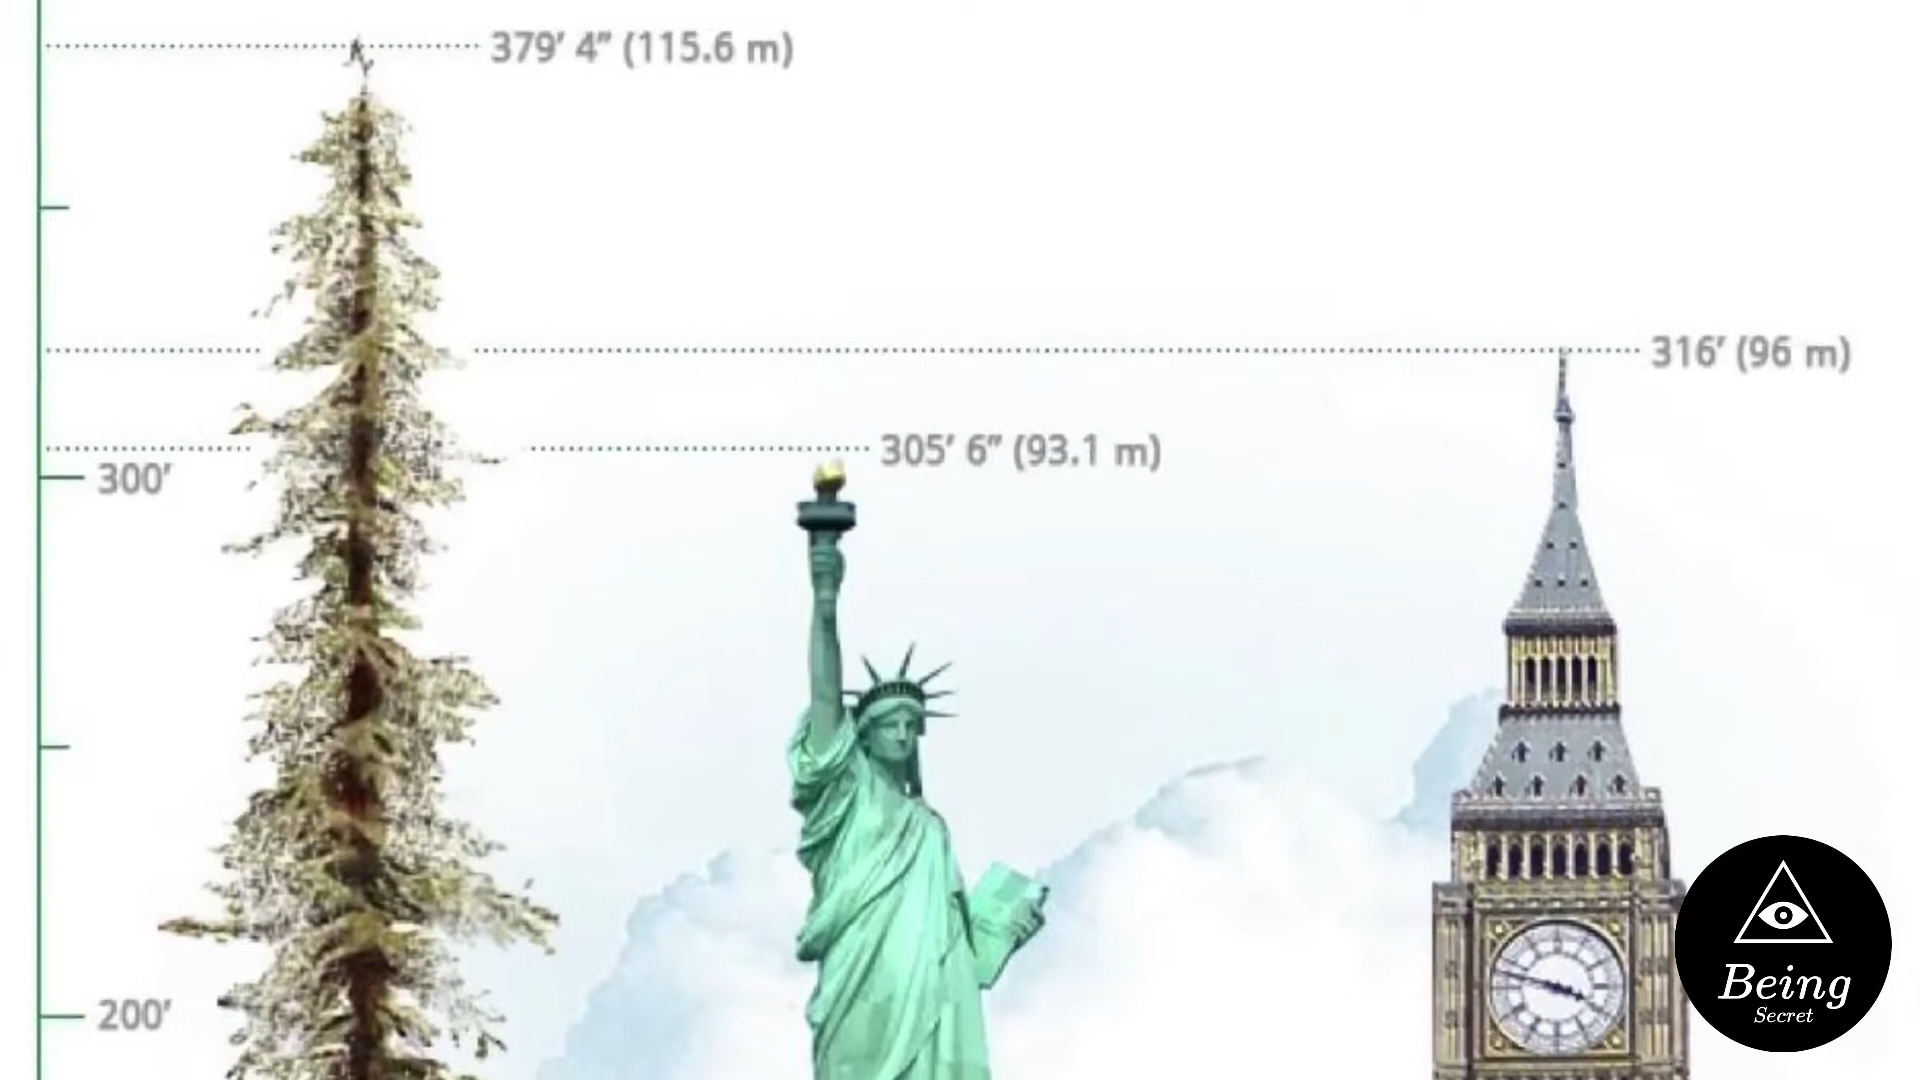 379′ 4″ (115.6 m)
316′ (96 m)
305′ 6″ (93.1 m)
300′
200′
Being
Secret